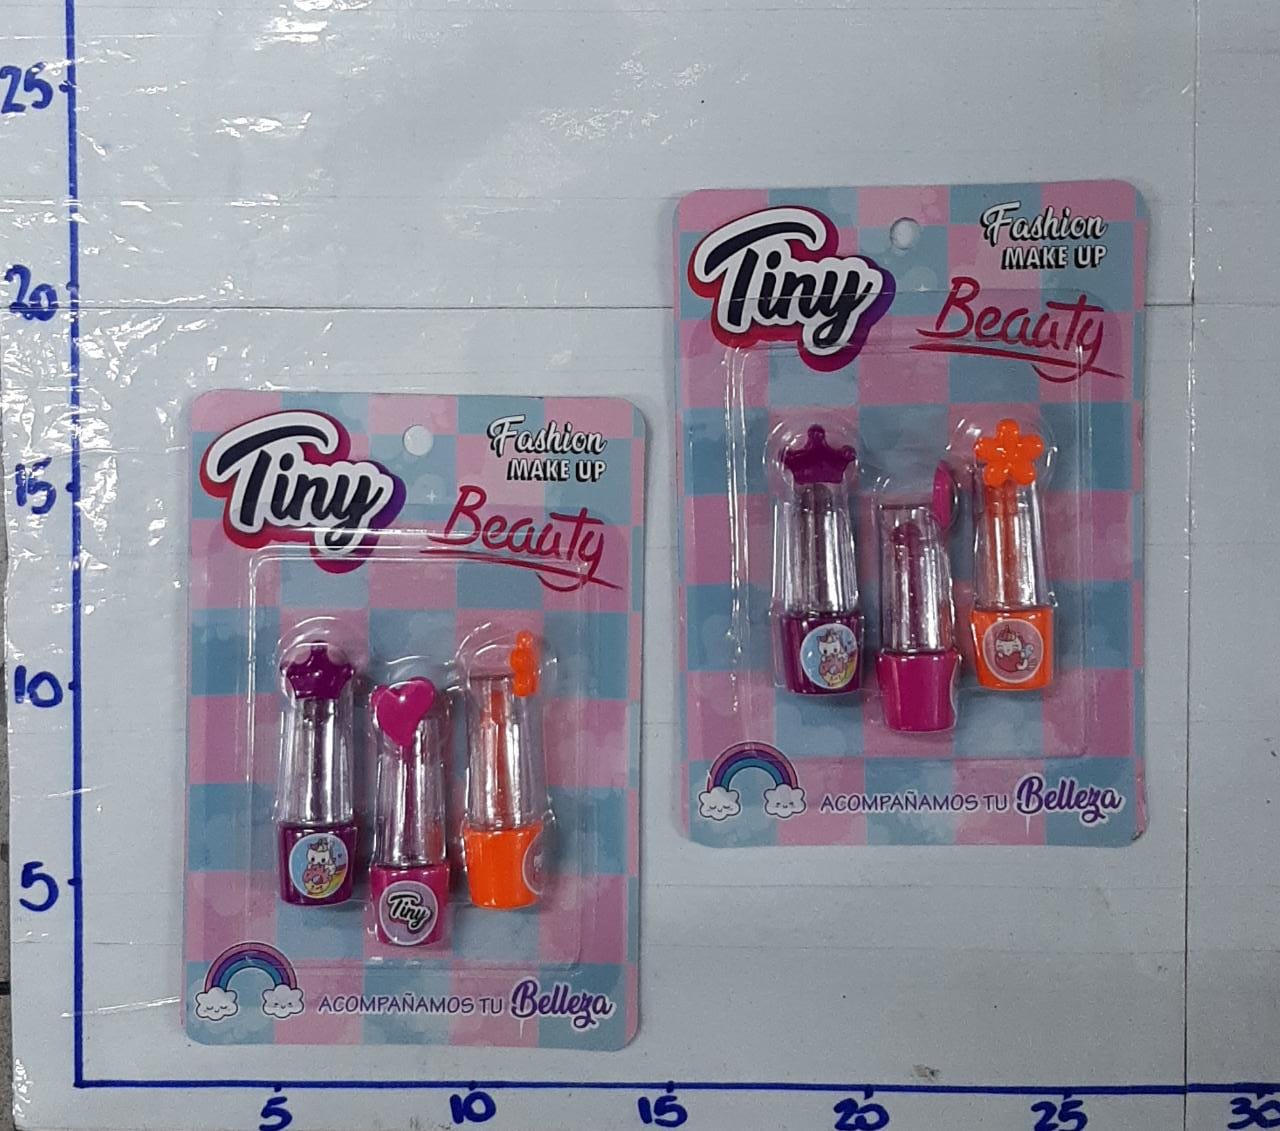 25
20
15
10
5
Tiny
Fashion
MAKE UP
Beauty
Tiny
ACOMPAÑAMOS TU Belleza
Tiny
Fashion
MAKE UP
Beauty
ACOMPAÑAMOS TU Belleza
5 10 15 20 25 30